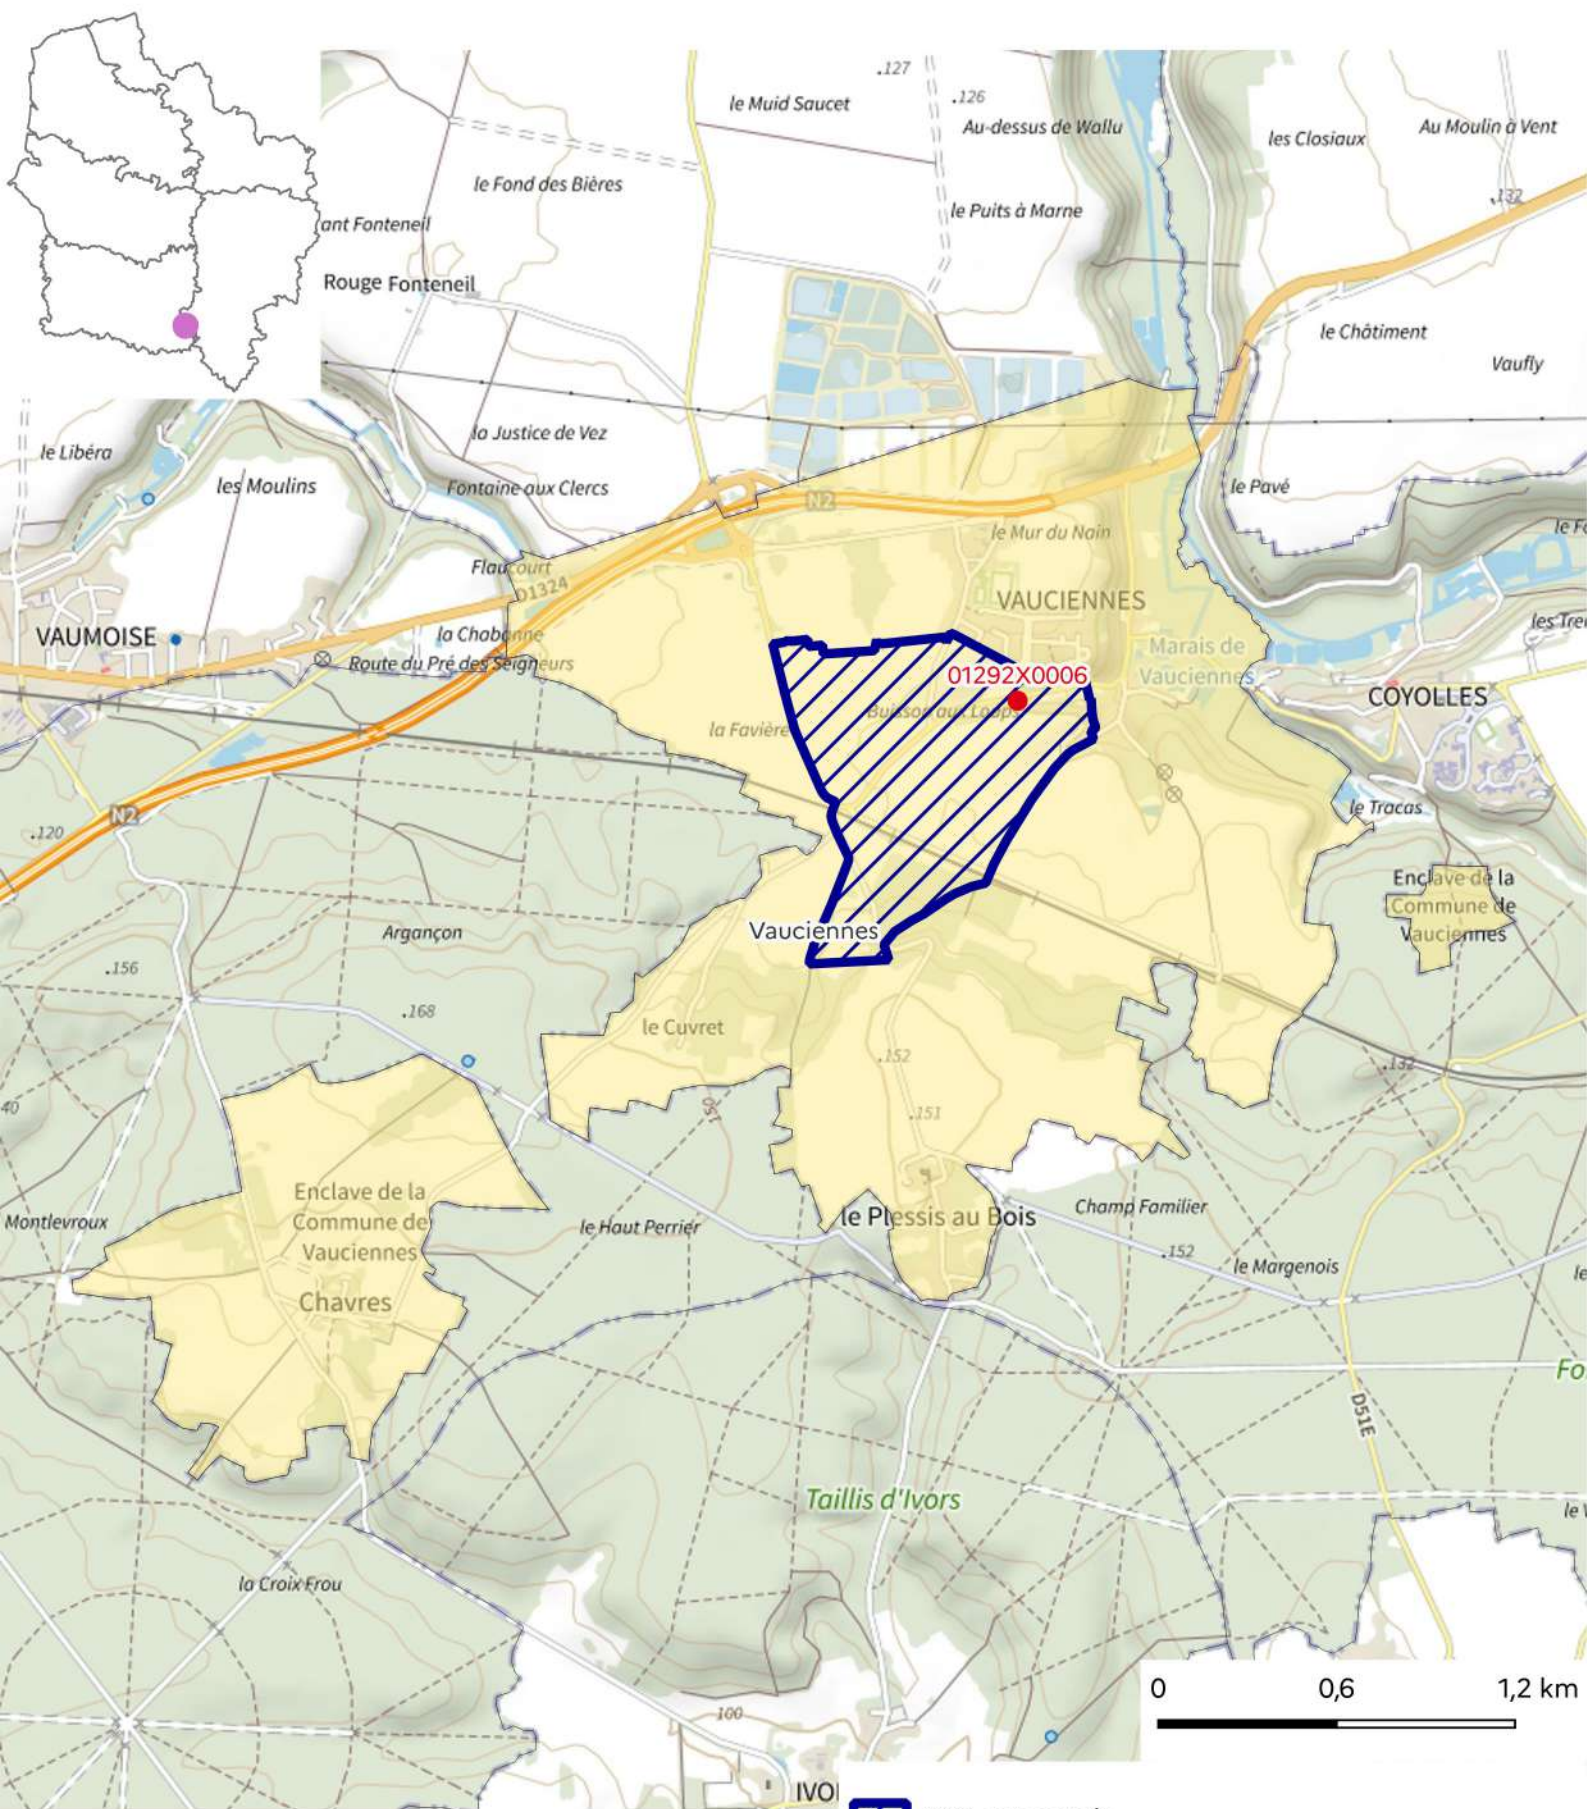 .127
le Muid Saucet
.126
Au-dessus de Wallu
les Closiaux
Au Moulin à Vent
le Fond des Bières
.132
le Puits à Marne
ant Fonteneil
Rouge Fonteneil
le Châtiment
Vaufly
la Justice de Vez
le Libéra
les Moulins
Fontaine aux Clercs
le Pavé
N2
le Mur du Nain
Flaucourt
D1324
VAUCIENNES
les Tre
VAUMOISE
la Chobanne
Route du Pré des Seigneurs
Marais de
Vauciennes
01292X0006
COYOLLES
Buisson aux Loups
la Favière
le Tracas
N2
.120
Enclave de la
Commune de
Vauciennes
Argançon
Vauciennes
.156
.168
le Cuvret
.152
.132
40
150
.151
Enclave de la
Commune de
Vauciennes
Montlevroux
le Haut Perrier
le Plessis au Bois
Champ Familier
.152
le Margenois
le
Chavres
Fo
D51E
Taillis d'Ivors
la Croix Frou
0 0,6 1,2 km
100
IVO